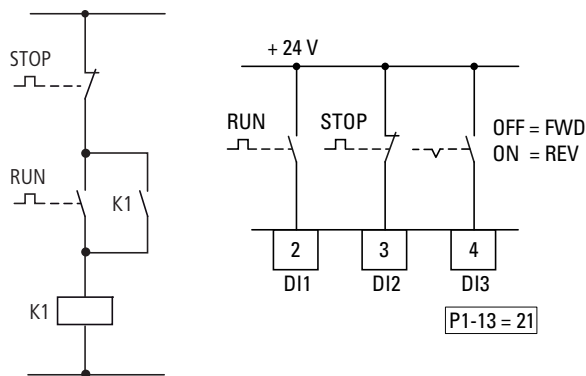 STOP
RUN
K1
K1
+ 24 V
RUN
STOP
OFF = FWD
ON = REV
2
3
4
DI1
DI2
DI3
P1-13 = 21